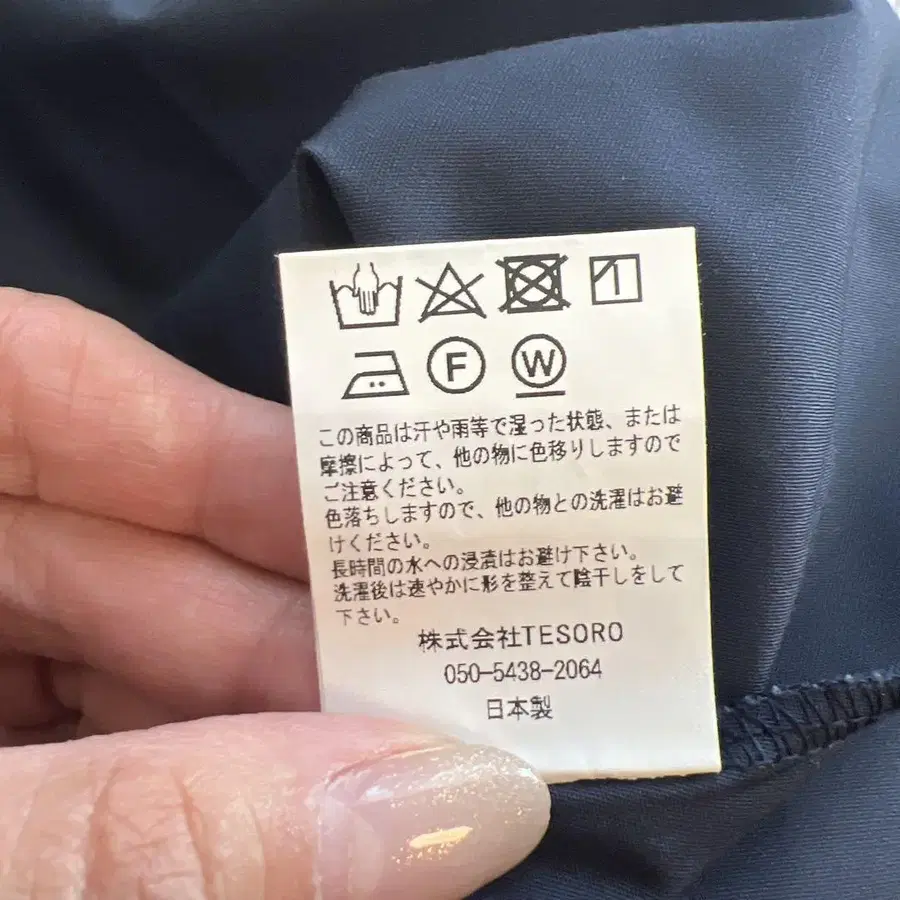 F W
この商品は汗や雨等で湿った状態、または
摩擦によって、他の物に色移りしますので
ご注意ください。
色落ちしますので、他の物との洗濯はお避
けください。
長時間の水への浸漬はお避け下さい。
洗濯後は速やかに形を整えて陰干しをして
下さい。
株式会社TESORO
050-5438-2064
日本製